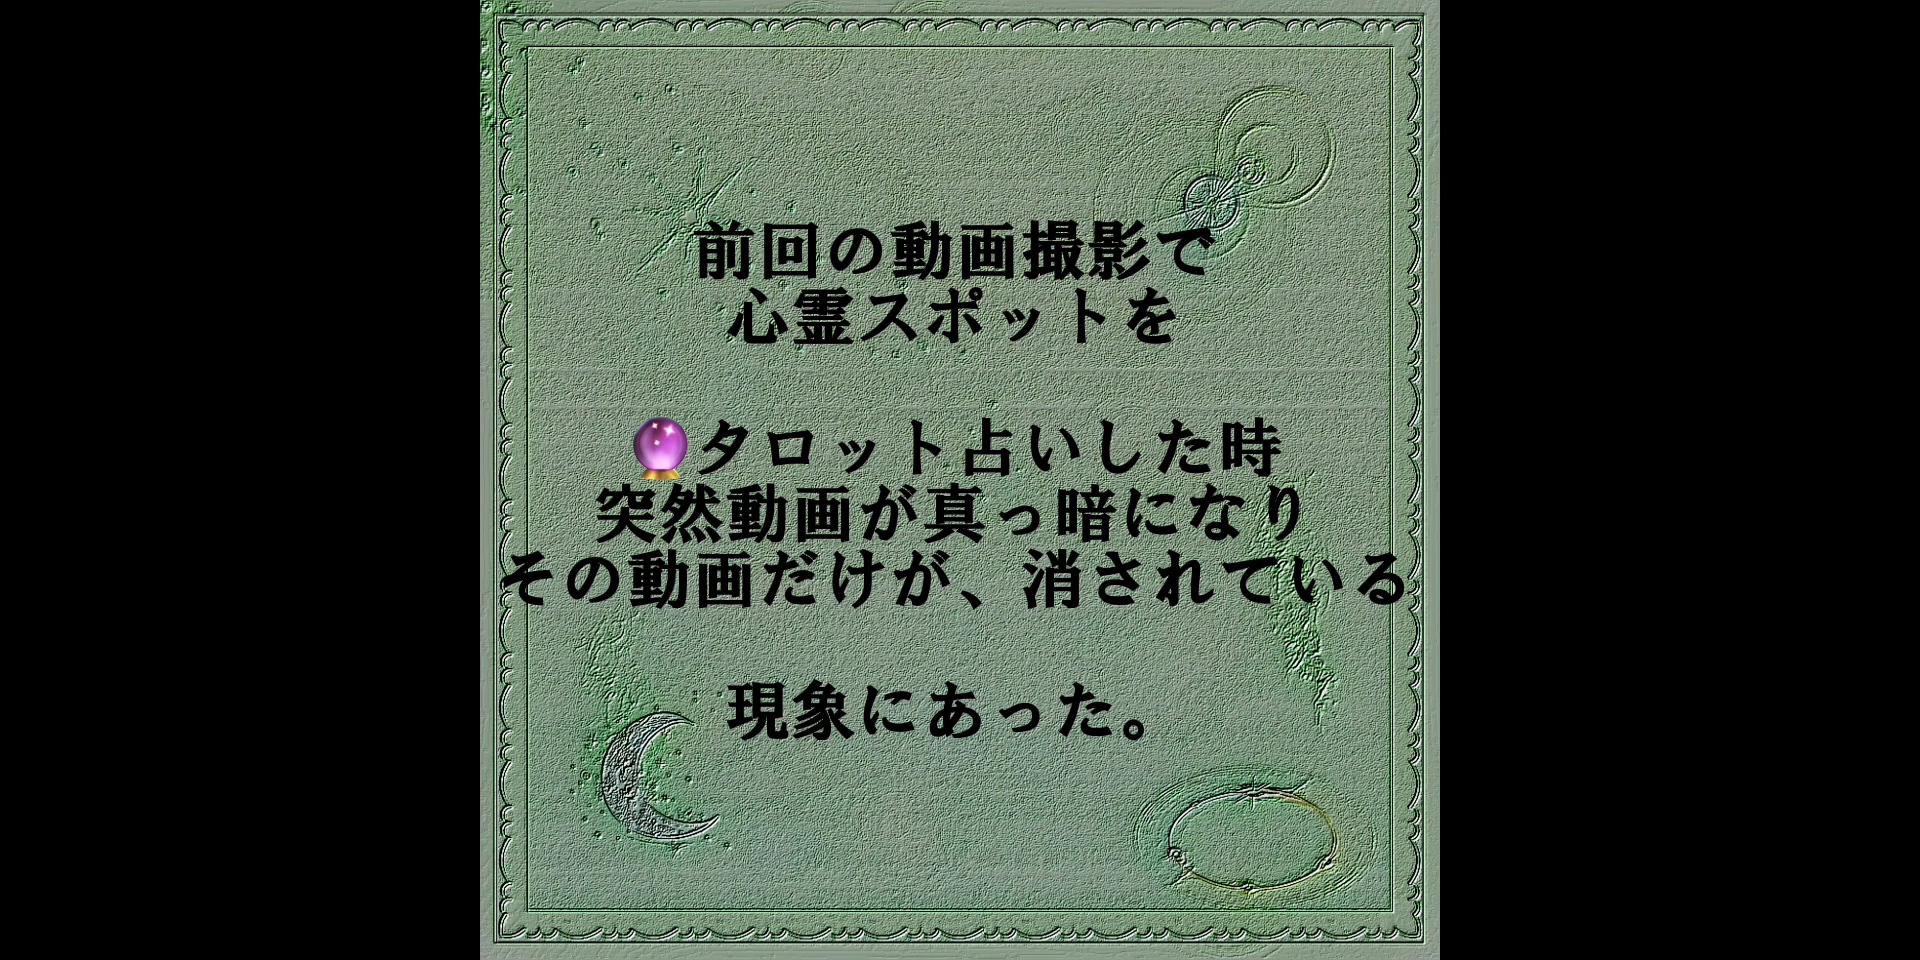 前回の動画撮影で
心霊スポットを
🔮タロット占いした時
突然動画が真っ暗になり
その動画だけが、消されている
現象にあった。